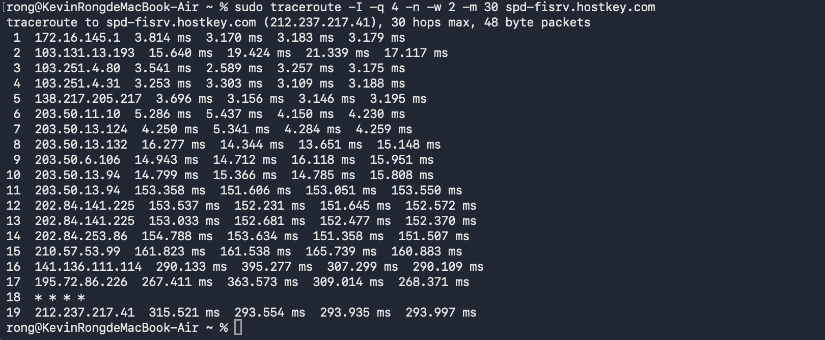 rong@KevinRongdeMacBook-Air ~ % sudo traceroute -I -q 4 -n -w 2 -m 30 spd-fisrv.hostkey.com
traceroute to spd-fisrv.hostkey.com (212.237.217.41), 30 hops max, 48 byte packets
1 172.16.145.1 3.814 ms 3.170 ms 3.183 ms 3.179 ms
2 103.131.13.193 15.640 ms 19.424 ms 21.339 ms 17.117 ms
3 103.251.4.80 3.541 ms 2.589 ms 3.257 ms 3.175 ms
4 103.251.4.31 3.253 ms 3.303 ms 3.109 ms 3.188 ms
5 138.217.205.217 3.696 ms 3.156 ms 3.146 ms 3.195 ms
6 203.50.11.10 5.286 ms 5.437 ms 4.150 ms 4.230 ms
7 203.50.13.124 4.250 ms 5.341 ms 4.284 ms 4.259 ms
8 203.50.13.132 16.277 ms 14.344 ms 13.651 ms 15.148 ms
9 203.50.6.106 14.943 ms 14.712 ms 16.118 ms 15.951 ms
10 203.50.13.94 14.799 ms 15.366 ms 14.785 ms 15.808 ms
11 203.50.13.94 153.358 ms 151.606 ms 153.051 ms 153.550 ms
12 202.84.141.225 153.537 ms 152.231 ms 151.645 ms 152.572 ms
13 202.84.141.225 153.033 ms 152.681 ms 152.477 ms 152.370 ms
14 202.84.253.86 154.788 ms 153.634 ms 151.358 ms 151.507 ms
15 210.57.53.99 161.823 ms 161.538 ms 165.739 ms 160.883 ms
16 141.136.111.114 290.133 ms 395.277 ms 307.299 ms 290.109 ms
17 195.72.86.226 267.411 ms 363.573 ms 309.014 ms 268.371 ms
18 * * * *
19 212.237.217.41 315.521 ms 293.554 ms 293.935 ms 293.997 ms
rong@KevinRongdeMacBook-Air ~ %